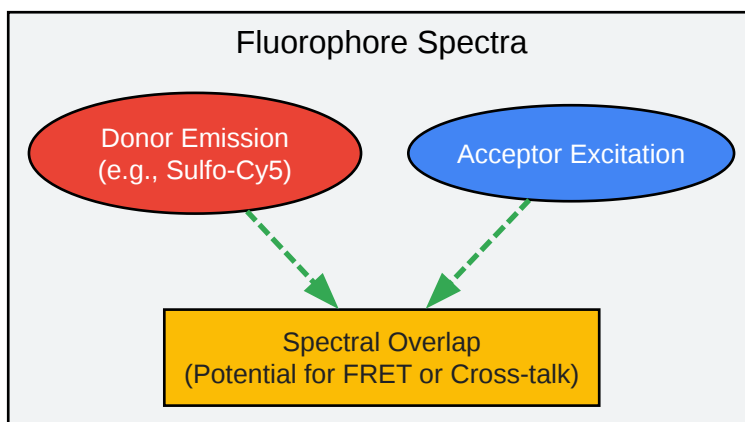 Fluorophore Spectra
Donor Emission
(e.g., Sulfo-Cy5)
Acceptor Excitation
Spectral Overlap
(Potential for FRET or Cross-talk)